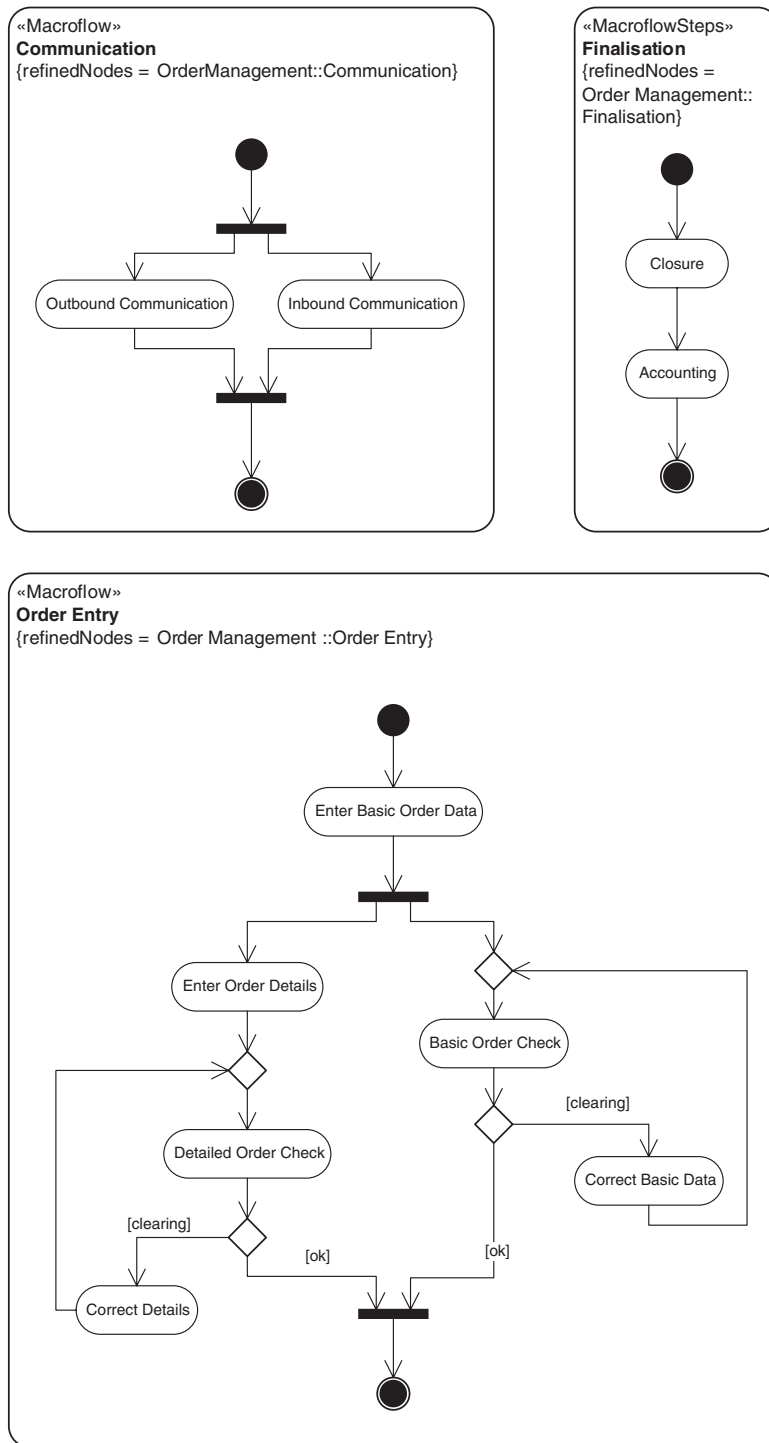 «Macroflow»
Communication
{refinedNodes = OrderManagement::Communication}
Outbound Communication
Inbound Communication
«MacroflowSteps»
Finalisation
{refinedNodes =
Order Management::
Finalisation}
Closure
Accounting
«Macroflow»
Order Entry
{refinedNodes = Order Management ::Order Entry}
Enter Basic Order Data
Enter Order Details
Basic Order Check
[clearing]
Detailed Order Check
Correct Basic Data
[clearing]
[ok]
[ok]
Correct Details